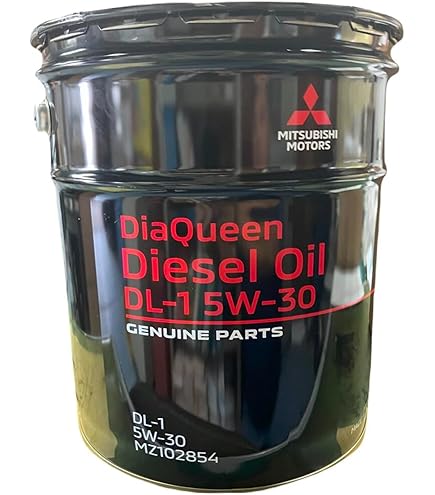 MITSUBISHI
MOTORS
DiaQueen
Diesel Oil
DL-1 5W-30
GENUINE PARTS
DL-1
5W-30
MZ102854